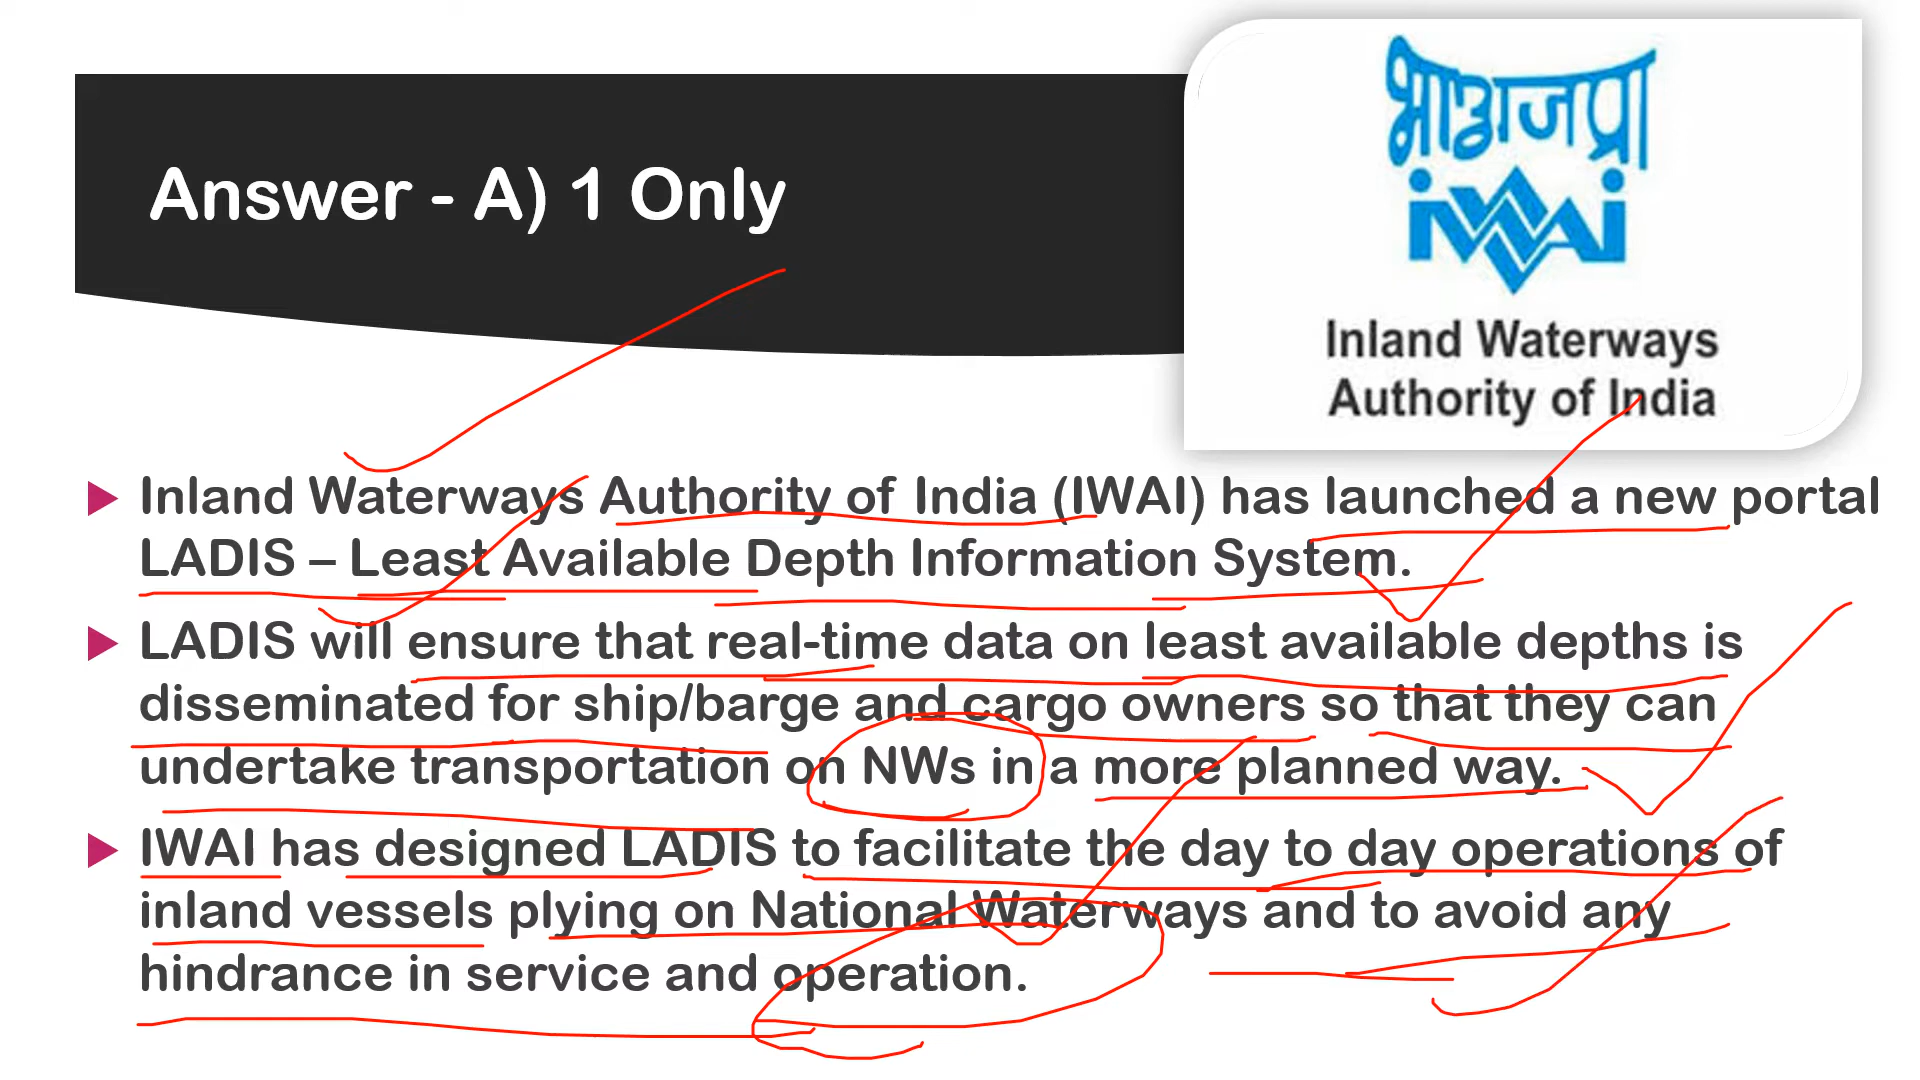 Answer - A) 1 Only
भाअजप्रा
iWAi
Inland Waterways
Authority of India
Inland Waterways Authority of India (IWAI) has launched a new portal
LADIS – Least Available Depth Information System.
LADIS will ensure that real-time data on least available depths is
disseminated for ship/barge and cargo owners so that they can
undertake transportation on NWs in a more planned way.
IWAI has designed LADIS to facilitate the day to day operations of
inland vessels plying on National Waterways and to avoid any
hindrance in service and operation.